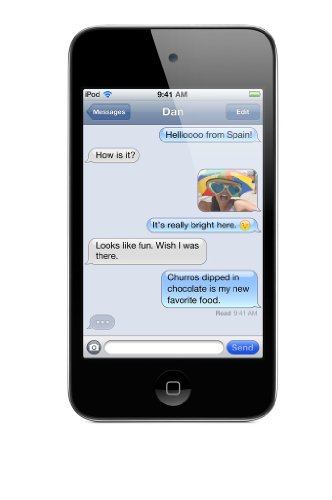 iPod 9:41 AM
Messages Dan Edit
Helloooo from Spain!
How is it?
It's really bright here.
Looks like fun. Wish I was
there.
Churros dipped in
chocolate is my new
favorite food.
Read 9:41 AM
Send